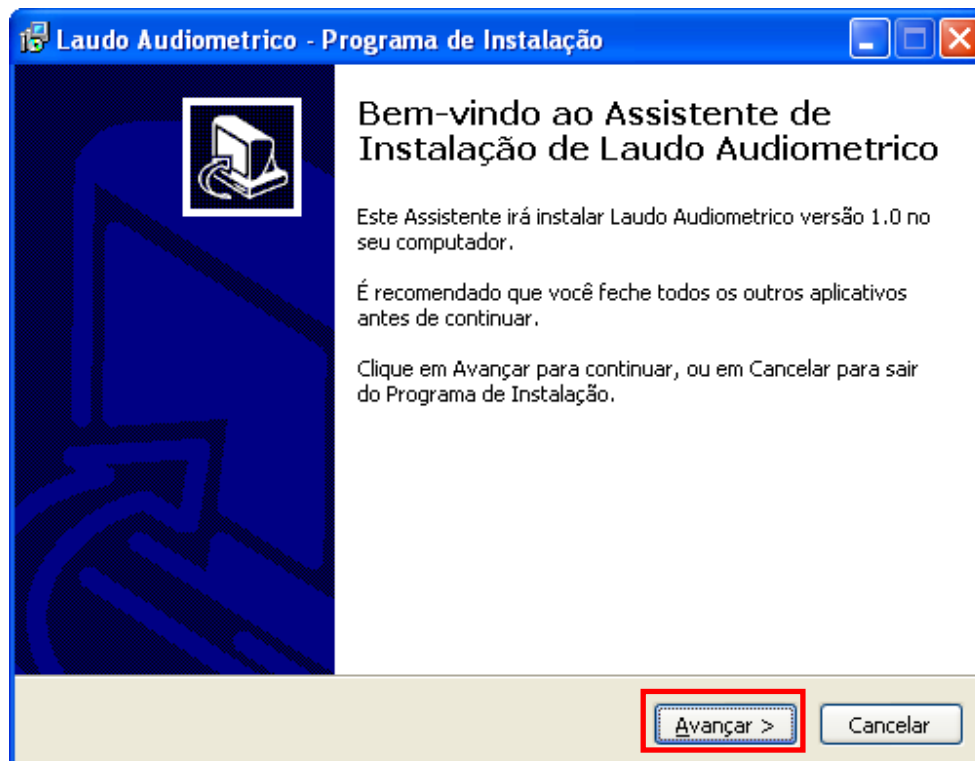 Laudo Audiometrico - Programa de Instalação
Bem-vindo ao Assistente de
Instalação de Laudo Audiometrico
Este Assistente irá instalar Laudo Audiometrico versão 1.0 no
seu computador.
É recomendado que você feche todos os outros aplicativos
antes de continuar.
Clique em Avançar para continuar, ou em Cancelar para sair
do Programa de Instalação.
Avançar > Cancelar